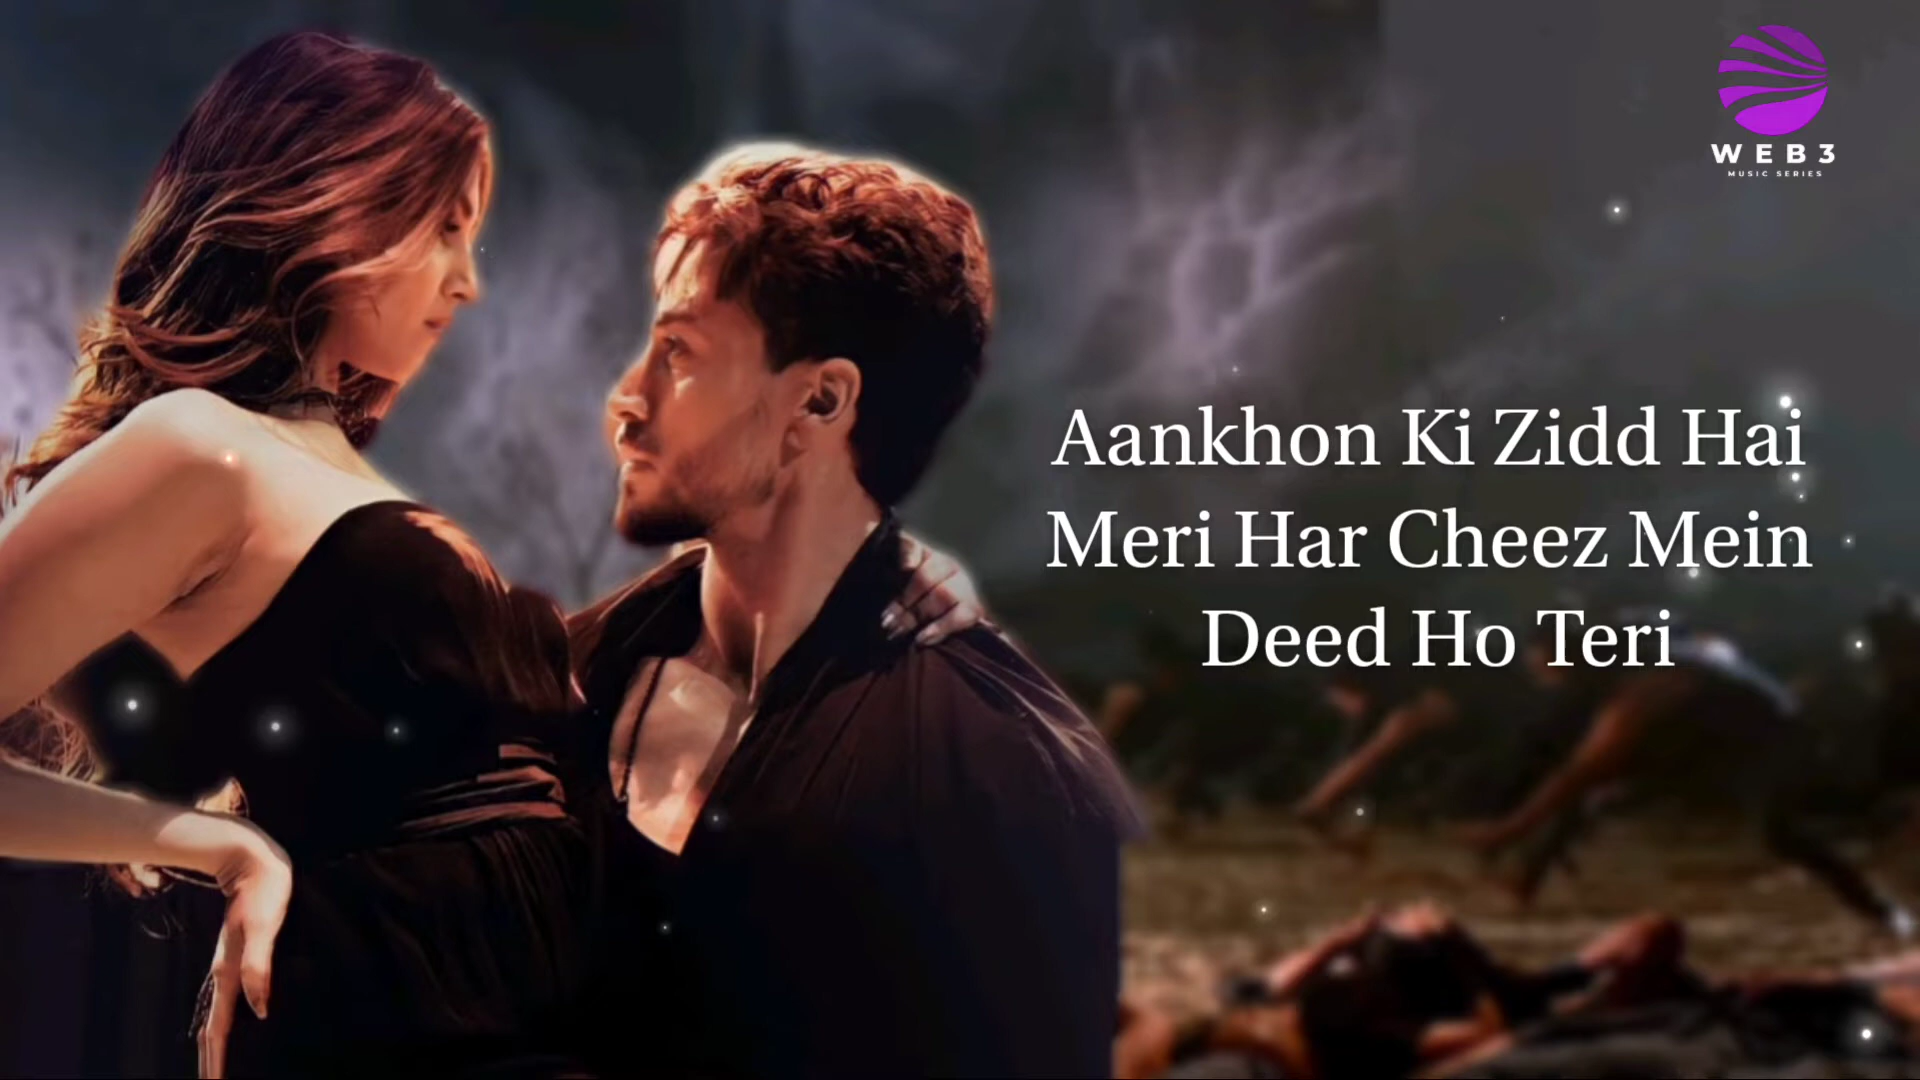 WEB3
MUSIC SERIES
Aankhon Ki Zidd Hai
Meri Har Cheez Mein
Deed Ho Teri